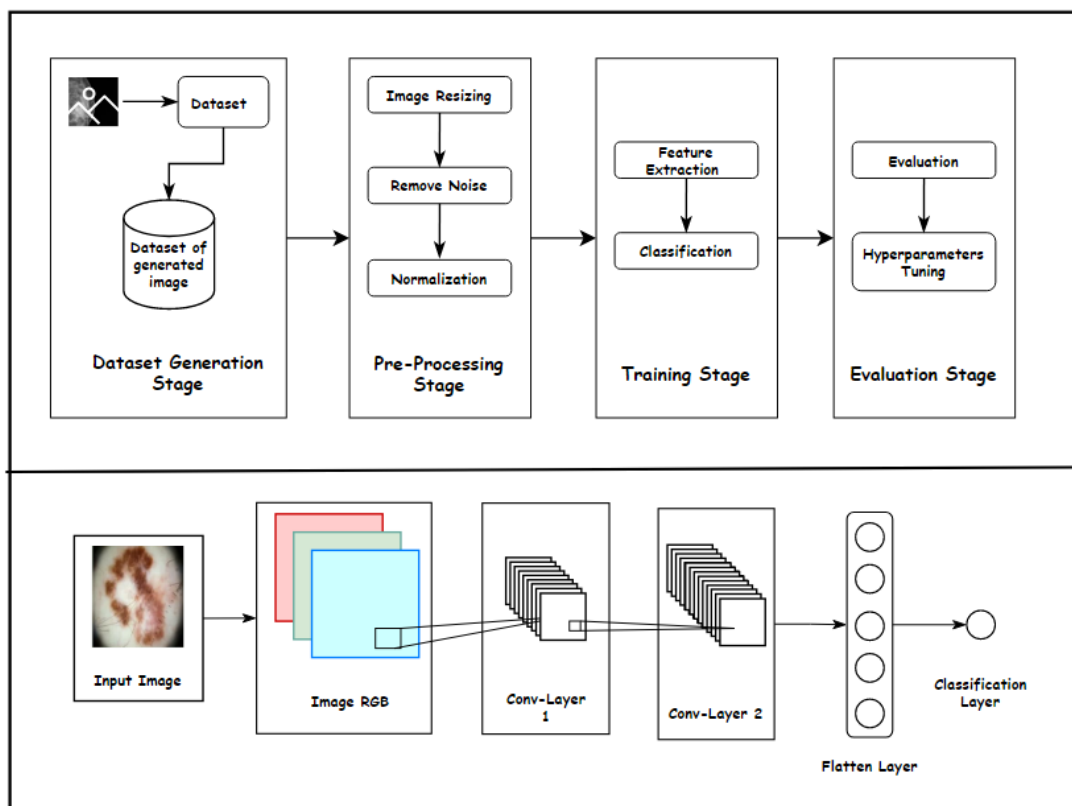 Dataset
Dataset of
generated
image
Dataset Generation
Stage
Image Resizing
Remove Noise
Normalization
Pre-Processing
Stage
Feature
Extraction
Classification
Training Stage
Evaluation
Hyperparameters
Tuning
Evaluation Stage
Input Image
Image RGB
Conv-Layer
1
Conv-Layer 2
Flatten Layer
Classification
Layer